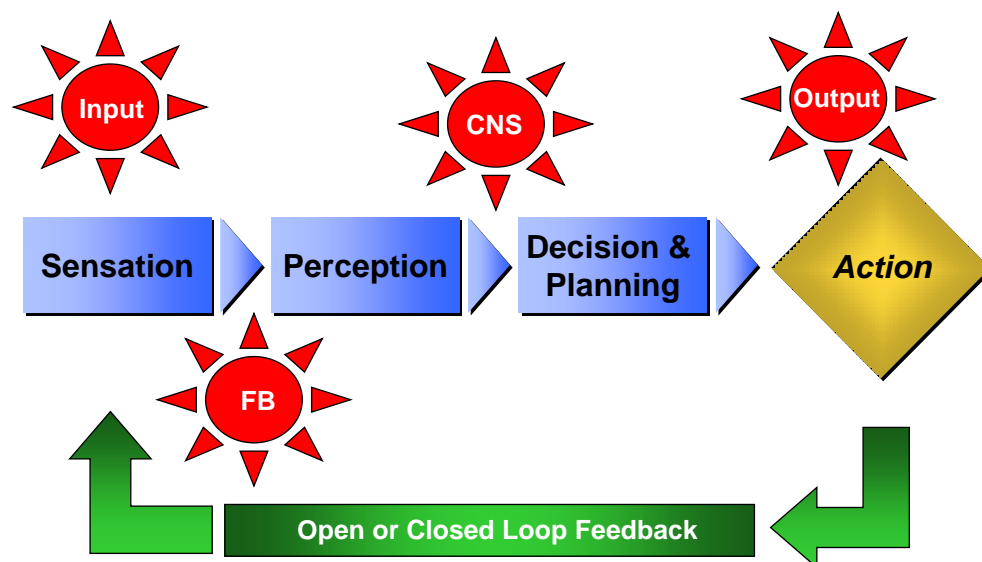 Input
CNS
Output
Sensation
Perception
Decision &
Planning
Action
FB
Open or Closed Loop Feedback